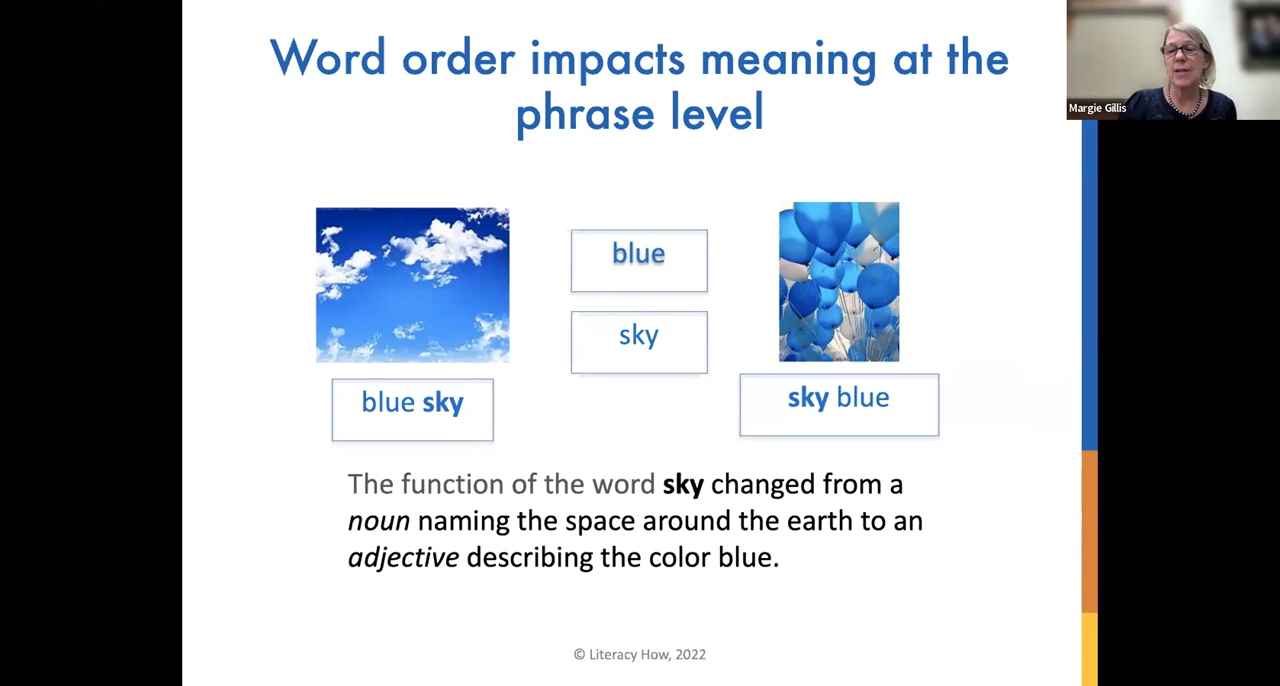 Word order impacts meaning at the
phrase level
Margie Gillis
blue
sky
blue sky
sky blue
The function of the word sky changed from a
noun naming the space around the earth to an
adjective describing the color blue.
© Literacy How, 2022